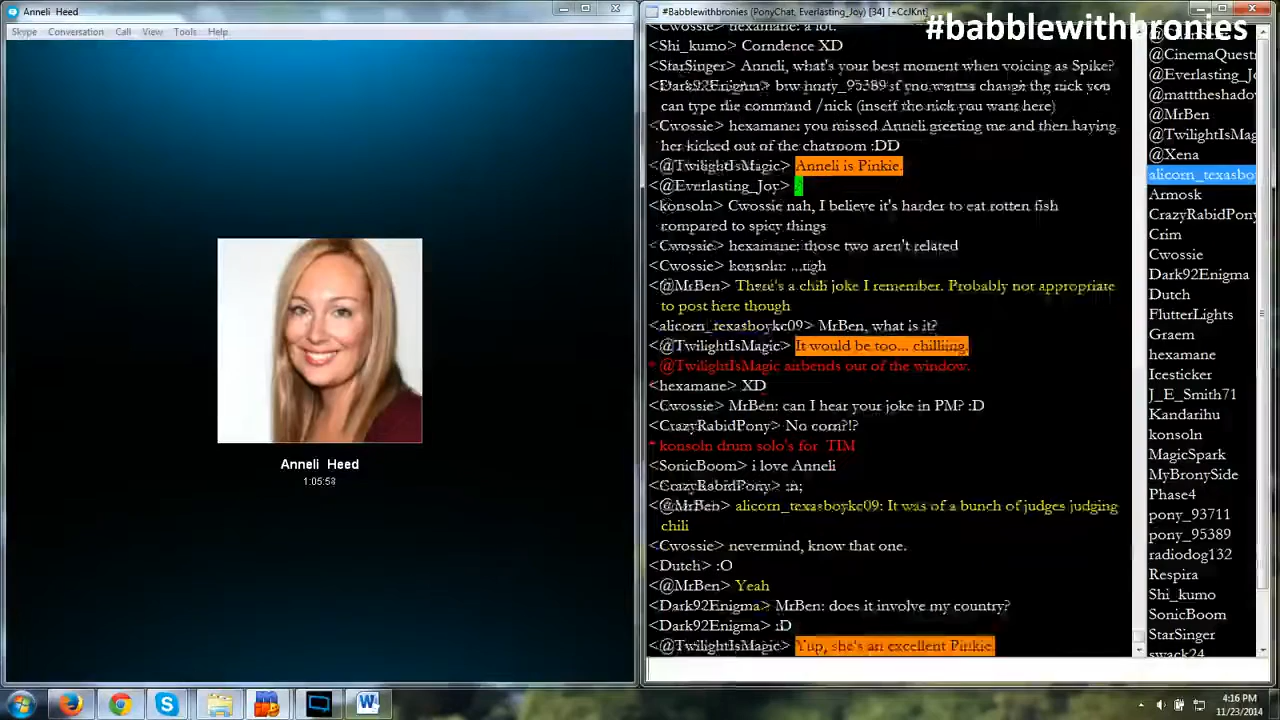 Anneli Heed
Skype Conversation Call View Tools Help
Anneli Heed
1:05:58
#Babblewithbronies (PonyChat, Everlasting_Joy) [34] [+CcJKnt]
#babblewithbronies
<Cwossie> hexamane: a lot.
<Shi_kumo> Corndence XD
<StarSinger> Anneli, what's your best moment when voicing as Spike?
<Dark92Enigma> btw pony_95389 if you wanna change the nick you
can type the command /nick (insert the nick you want here)
<Cwossie> hexamane: you missed Anneli greeting me and then having
her kicked out of the chatroom :DD
<@TwilightIsMagic> Anneli is Pinkie.
<@Everlasting_Joy>
<konsoln> Cwossie nah, I believe it's harder to eat rotten fish
compared to spicy things
<Cwossie> hexamane: those two aren't related
<Cwossie> konsoln: ...ugh
<@MrBen> There's a chili joke I remember. Probably not appropriate
to post here though
<alicorn_texasboykc09> MrBen, what is it?
<@TwilightIsMagic> It would be too... chilling.
* @TwilightIsMagic airbends out of the window.
<hexamane> XD
<Cwossie> MrBen: can I hear your joke in PM? :D
<CrazyRabidPony> No corn?!?
* konsoln drum solo's for TIM
<SonicBoom> i love Anneli
<CrazyRabidPony> :n;
<@MrBen> alicorn_texasboykc09: It was of a bunch of judges judging
chili
<Cwossie> nevermind, know that one.
<Dutch> :O
<@MrBen> Yeah
<Dark92Enigma> MrBen: does it involve my country?
<Dark92Enigma> :D
<@TwilightIsMagic> Yup, she's an excellent Pinkie.
@CinemaQuest
@Everlasting_Jo
@matttheshado
@MrBen
@TwilightIsMag
@Xena
alicorn_texasbo
Armosk
CrazyRabidPony
Crim
Cwossie
Dark92Enigma
Dutch
FlutterLights
Graem
hexamane
Icesticker
J_E_Smith71
Kandarihu
konsoln
MagicSpark
MyBronySide
Phase4
pony_93711
pony_95389
radiodog132
Respira
Shi_kumo
SonicBoom
StarSinger
swack24
4:16 PM
11/23/2014